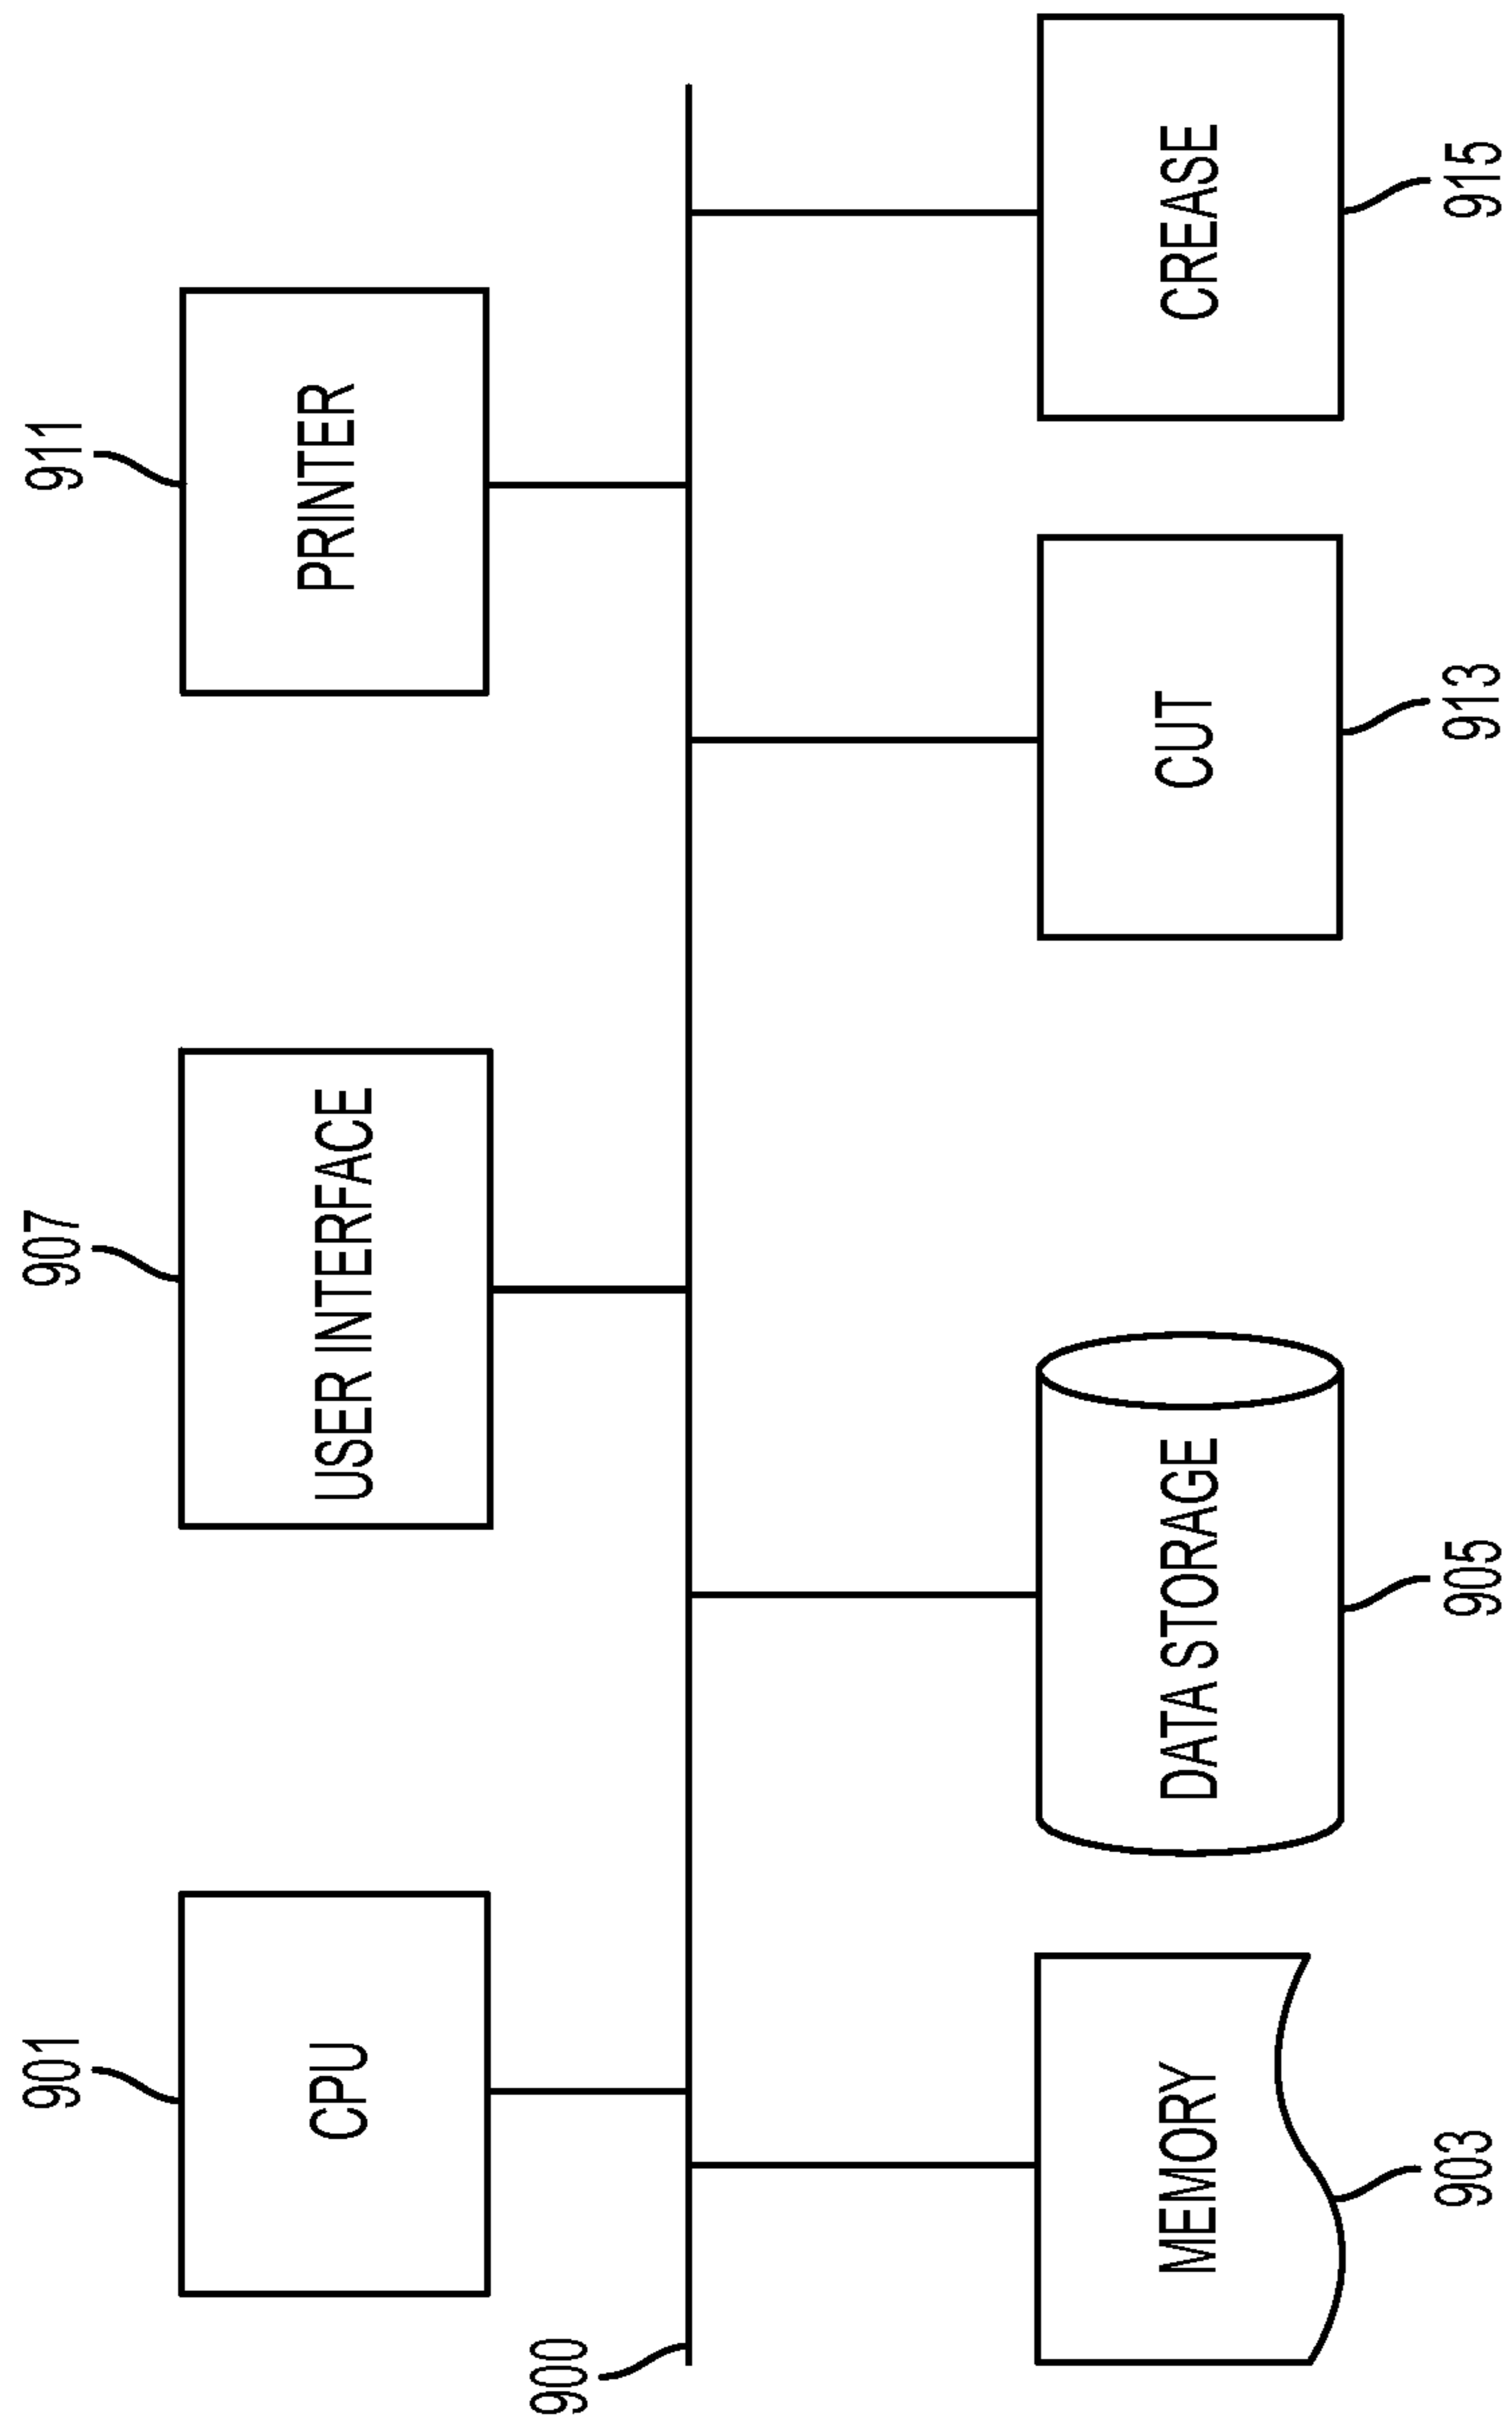 901
907
911
CPU
USER INTERFACE
PRINTER
900
MEMORY
DATA STORAGE
CUT
CREASE
903
905
913
915